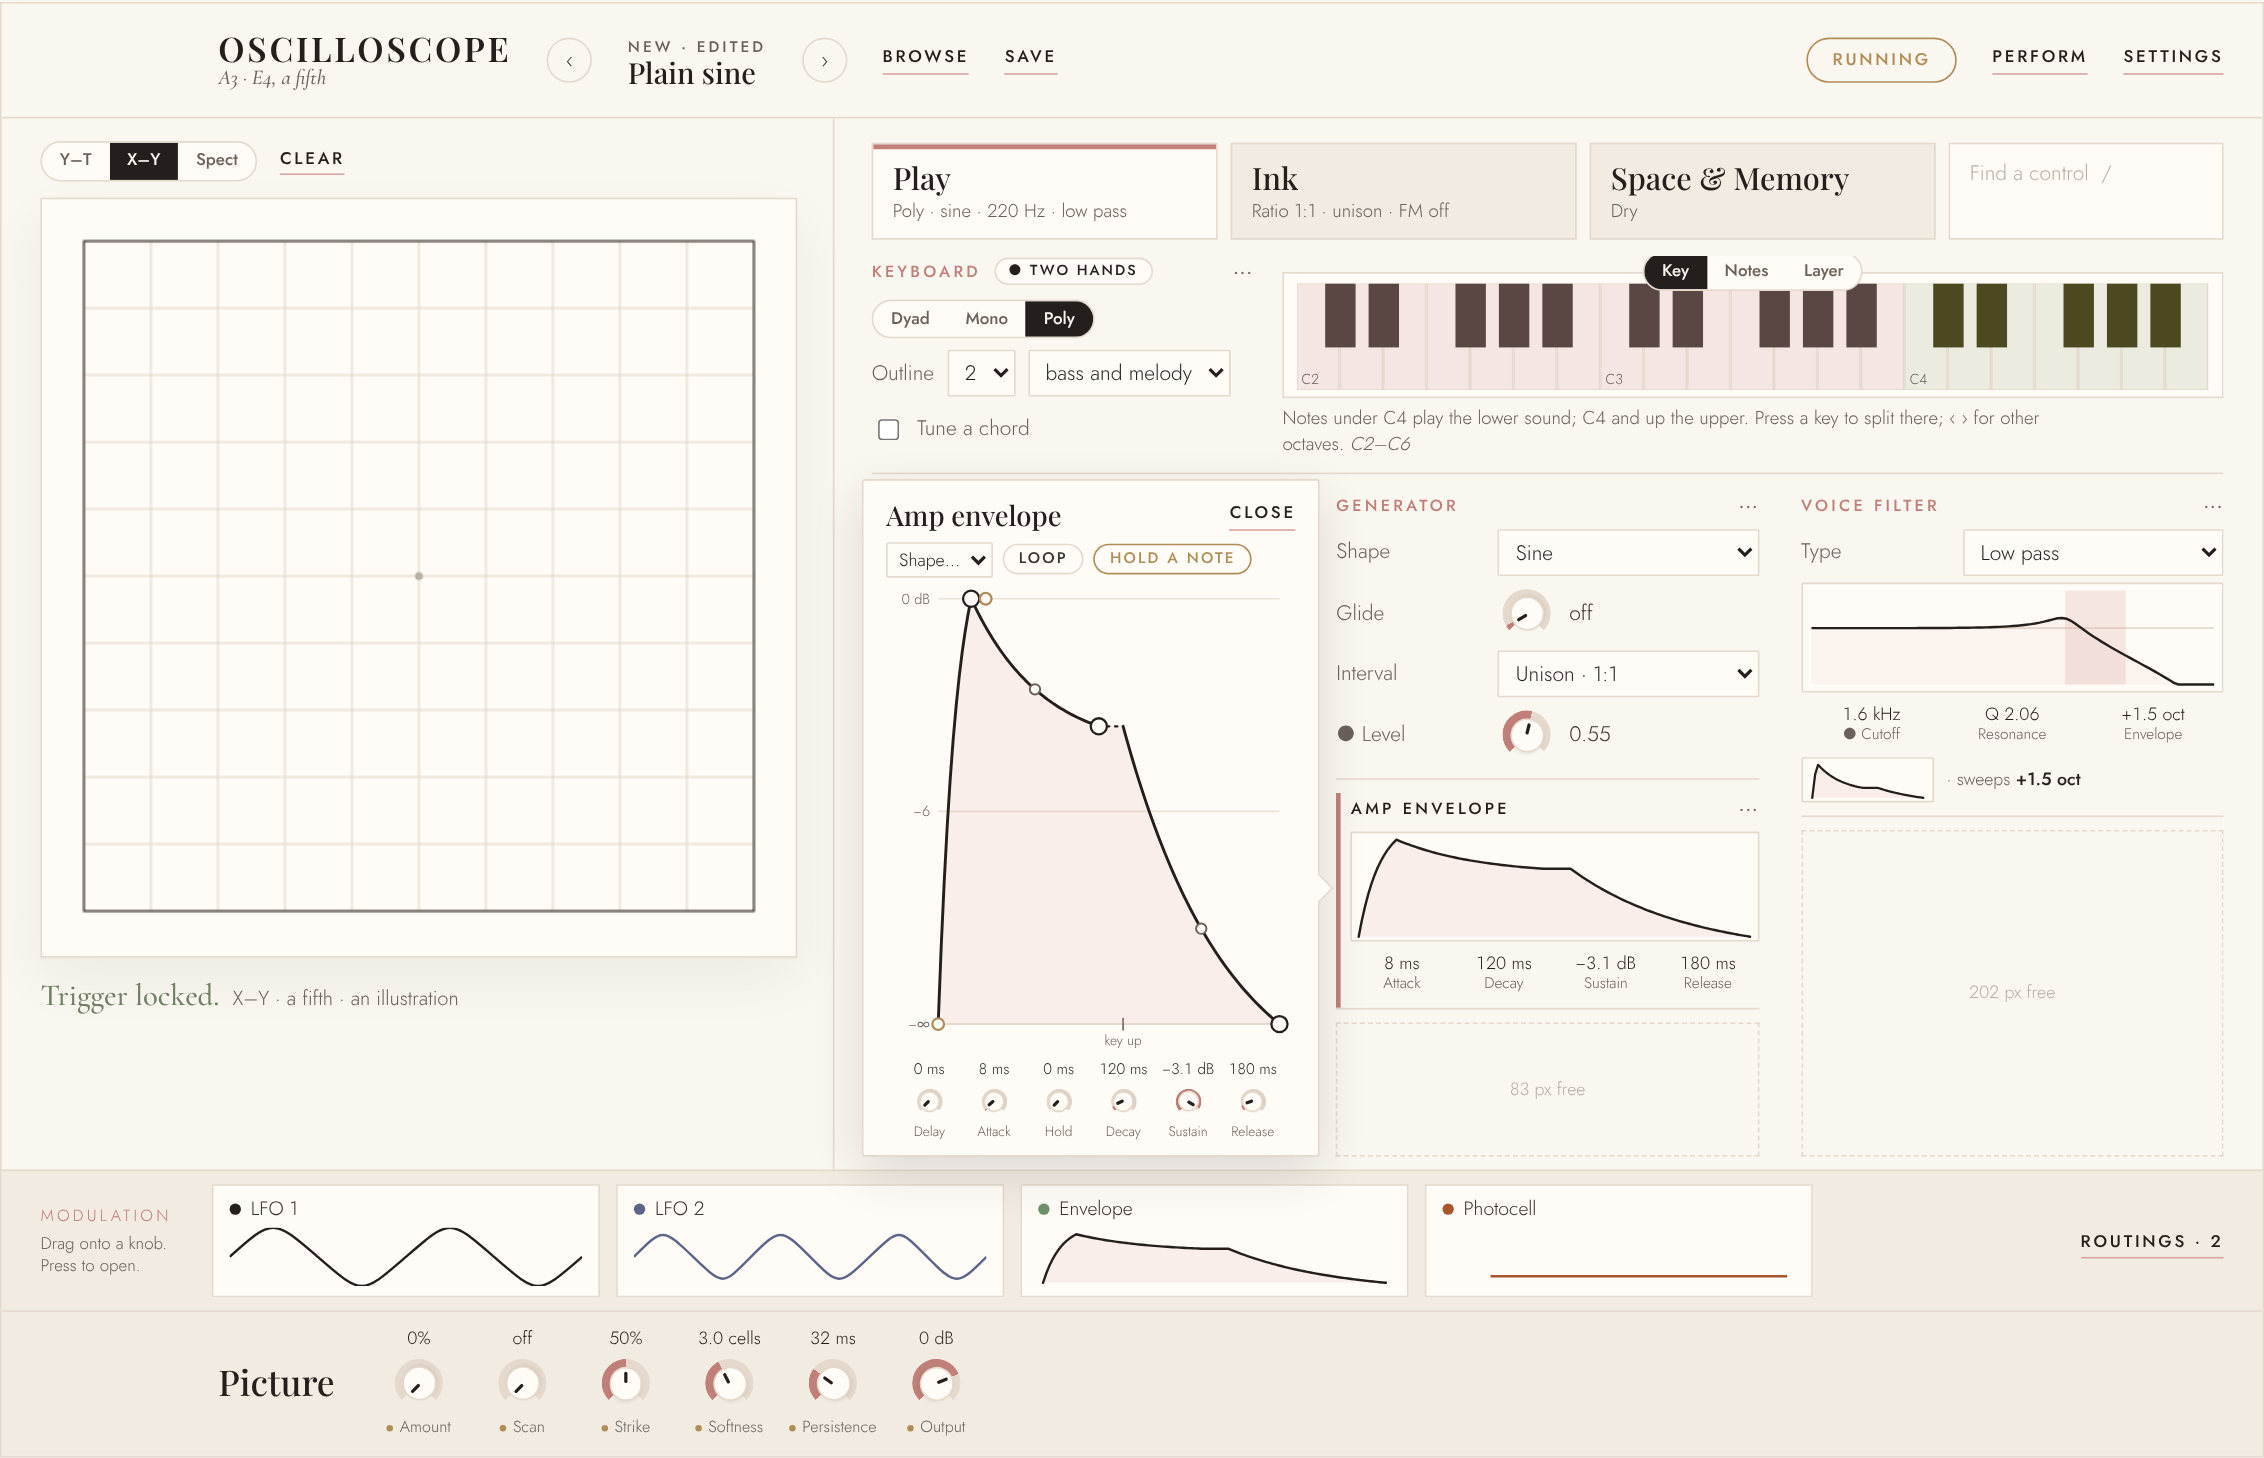 OSCILLOSCOPE
A3 · E4, a fifth
‹
NEW · EDITED
Plain sine
›
BROWSE
SAVE
RUNNING
PERFORM
SETTINGS
Y–T
X–Y
Spect
CLEAR
Trigger locked. X–Y · a fifth · an illustration
Play
Poly · sine · 220 Hz · low pass
Ink
Ratio 1:1 · unison · FM off
Space & Memory
Dry
Find a control /
KEYBOARD
TWO HANDS
...
Dyad
Mono
Poly
Outline
2
bass and melody
Tune a chord
Key
Notes
Layer
C2
C3
C4
Notes under C4 play the lower sound; C4 and up the upper. Press a key to split there; ‹ › for other
octaves. C2–C6
Amp envelope
CLOSE
Shape...
LOOP
HOLD A NOTE
0 dB
−6
−∞
key up
0 ms
8 ms
0 ms
120 ms
−3.1 dB
180 ms
Delay
Attack
Hold
Decay
Sustain
Release
GENERATOR
...
Shape
Sine
Glide
off
Interval
Unison · 1:1
Level
0.55
AMP ENVELOPE
...
8 ms
120 ms
−3.1 dB
180 ms
Attack
Decay
Sustain
Release
83 px free
VOICE FILTER
...
Type
Low pass
1.6 kHz
Q 2.06
+1.5 oct
Cutoff
Resonance
Envelope
· sweeps +1.5 oct
202 px free
MODULATION
Drag onto a knob.
Press to open.
LFO 1
LFO 2
Envelope
Photocell
ROUTINGS · 2
Picture
0%
off
50%
3.0 cells
32 ms
0 dB
Amount
Scan
Strike
Softness
Persistence
Output